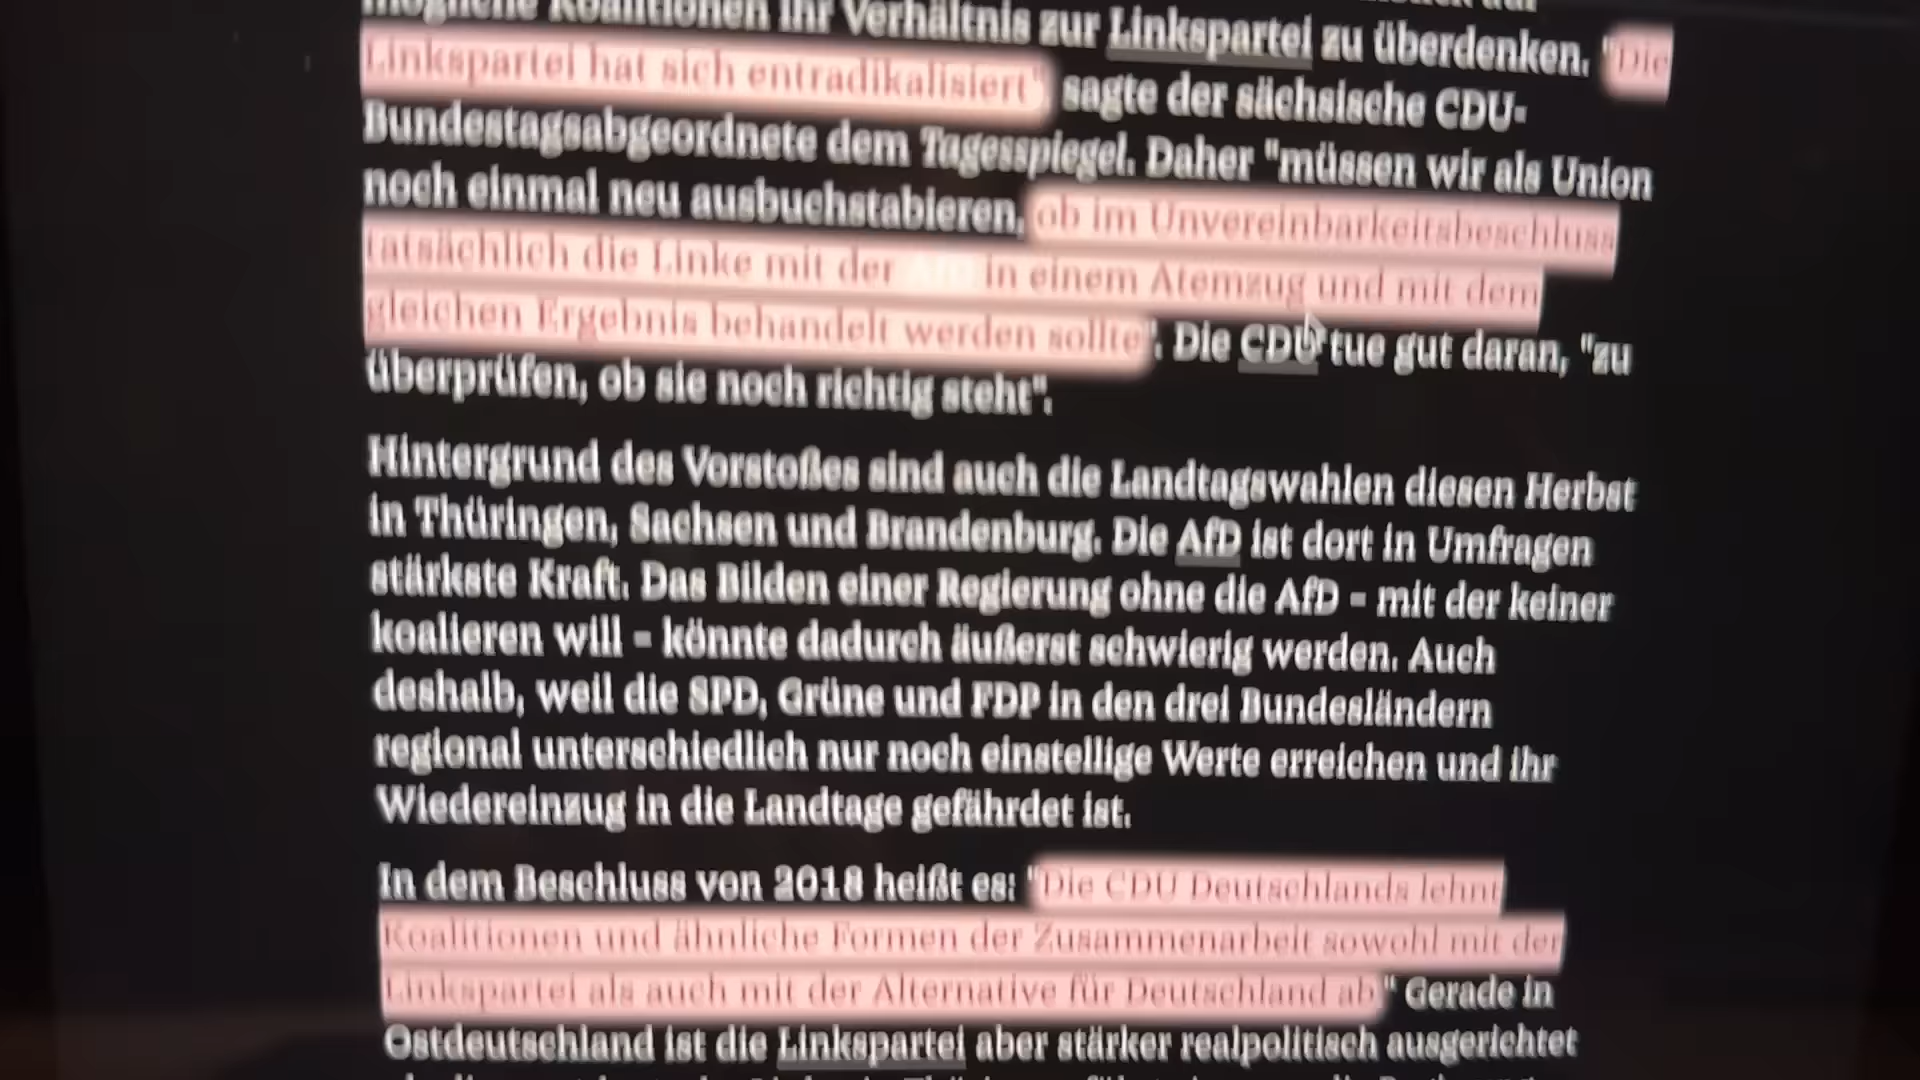 mögliche Koalitionen ihr Verhältnis zur Linkspartei zu überdenken. "Die
Linkspartei hat sich entradikalisiert", sagte der sächsische CDU-
Bundestagsabgeordnete dem Tagesspiegel. Daher "müssen wir als Union
noch einmal neu ausbuchstabieren, ob im Unvereinbarkeitsbeschluss
tatsächlich die Linke mit der in einem Atemzug und mit dem
gleichen Ergebnis behandelt werden sollte". Die CDU tue gut daran, "zu
überprüfen, ob sie noch richtig steht".
Hintergrund des Vorstoßes sind auch die Landtagswahlen diesen Herbst
in Thüringen, Sachsen und Brandenburg. Die AfD ist dort in Umfragen
stärkste Kraft. Das Bilden einer Regierung ohne die AfD - mit der keiner
koalieren will - könnte dadurch äußerst schwierig werden. Auch
deshalb, weil die SPD, Grüne und FDP in den drei Bundesländern
regional unterschiedlich nur noch einstellige Werte erreichen und ihr
Wiedereinzug in die Landtage gefährdet ist.
In dem Beschluss von 2018 heißt es: "Die CDU Deutschlands lehnt
Koalitionen und ähnliche Formen der Zusammenarbeit sowohl mit der
Linkspartei als auch mit der Alternative für Deutschland ab" Gerade in
Ostdeutschland ist die Linkspartei aber stärker realpolitisch ausgerichtet